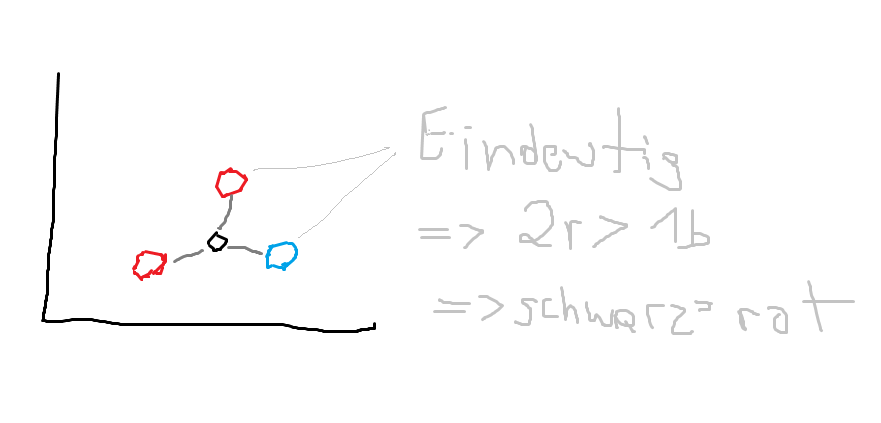 Eindeutig
=> 2r > 1b
=> schwarz = rot